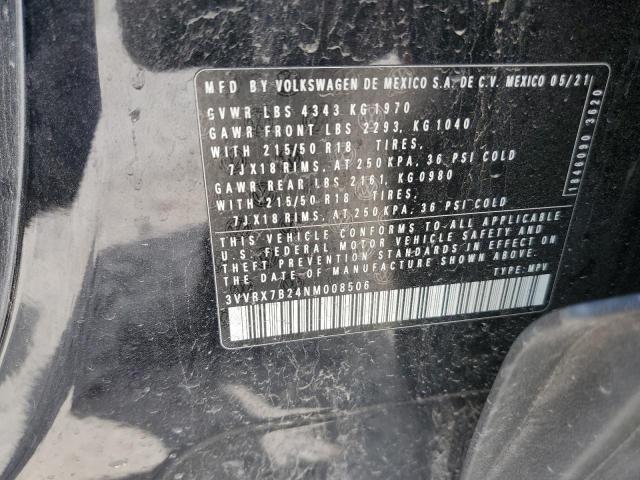 MFD BY VOLKSWAGEN DE MEXICO S.A. DE C.V. MEXICO 05/21
GVWR LBS 4343 KG 1970
GAWR FRONT LBS 2293, KG 1040
WITH 215/50 R18 TIRES,
7JX18 RIMS, AT 250 KPA, 36 PSI COLD
GAWR REAR LBS 2161, KG 0980
WITH 215/50 R18 TIRES,
7JX18 RIMS, AT 250 KPA, 36 PSI COLD
THIS VEHICLE CONFORMS TO ALL APPLICABLE
U.S. FEDERAL MOTOR VEHICLE SAFETY AND
THEFT PREVENTION STANDARDS IN EFFECT ON
THE DATE OF MANUFACTURE SHOWN ABOVE.
3VVRX7B24NM008506 TYPE: MPV